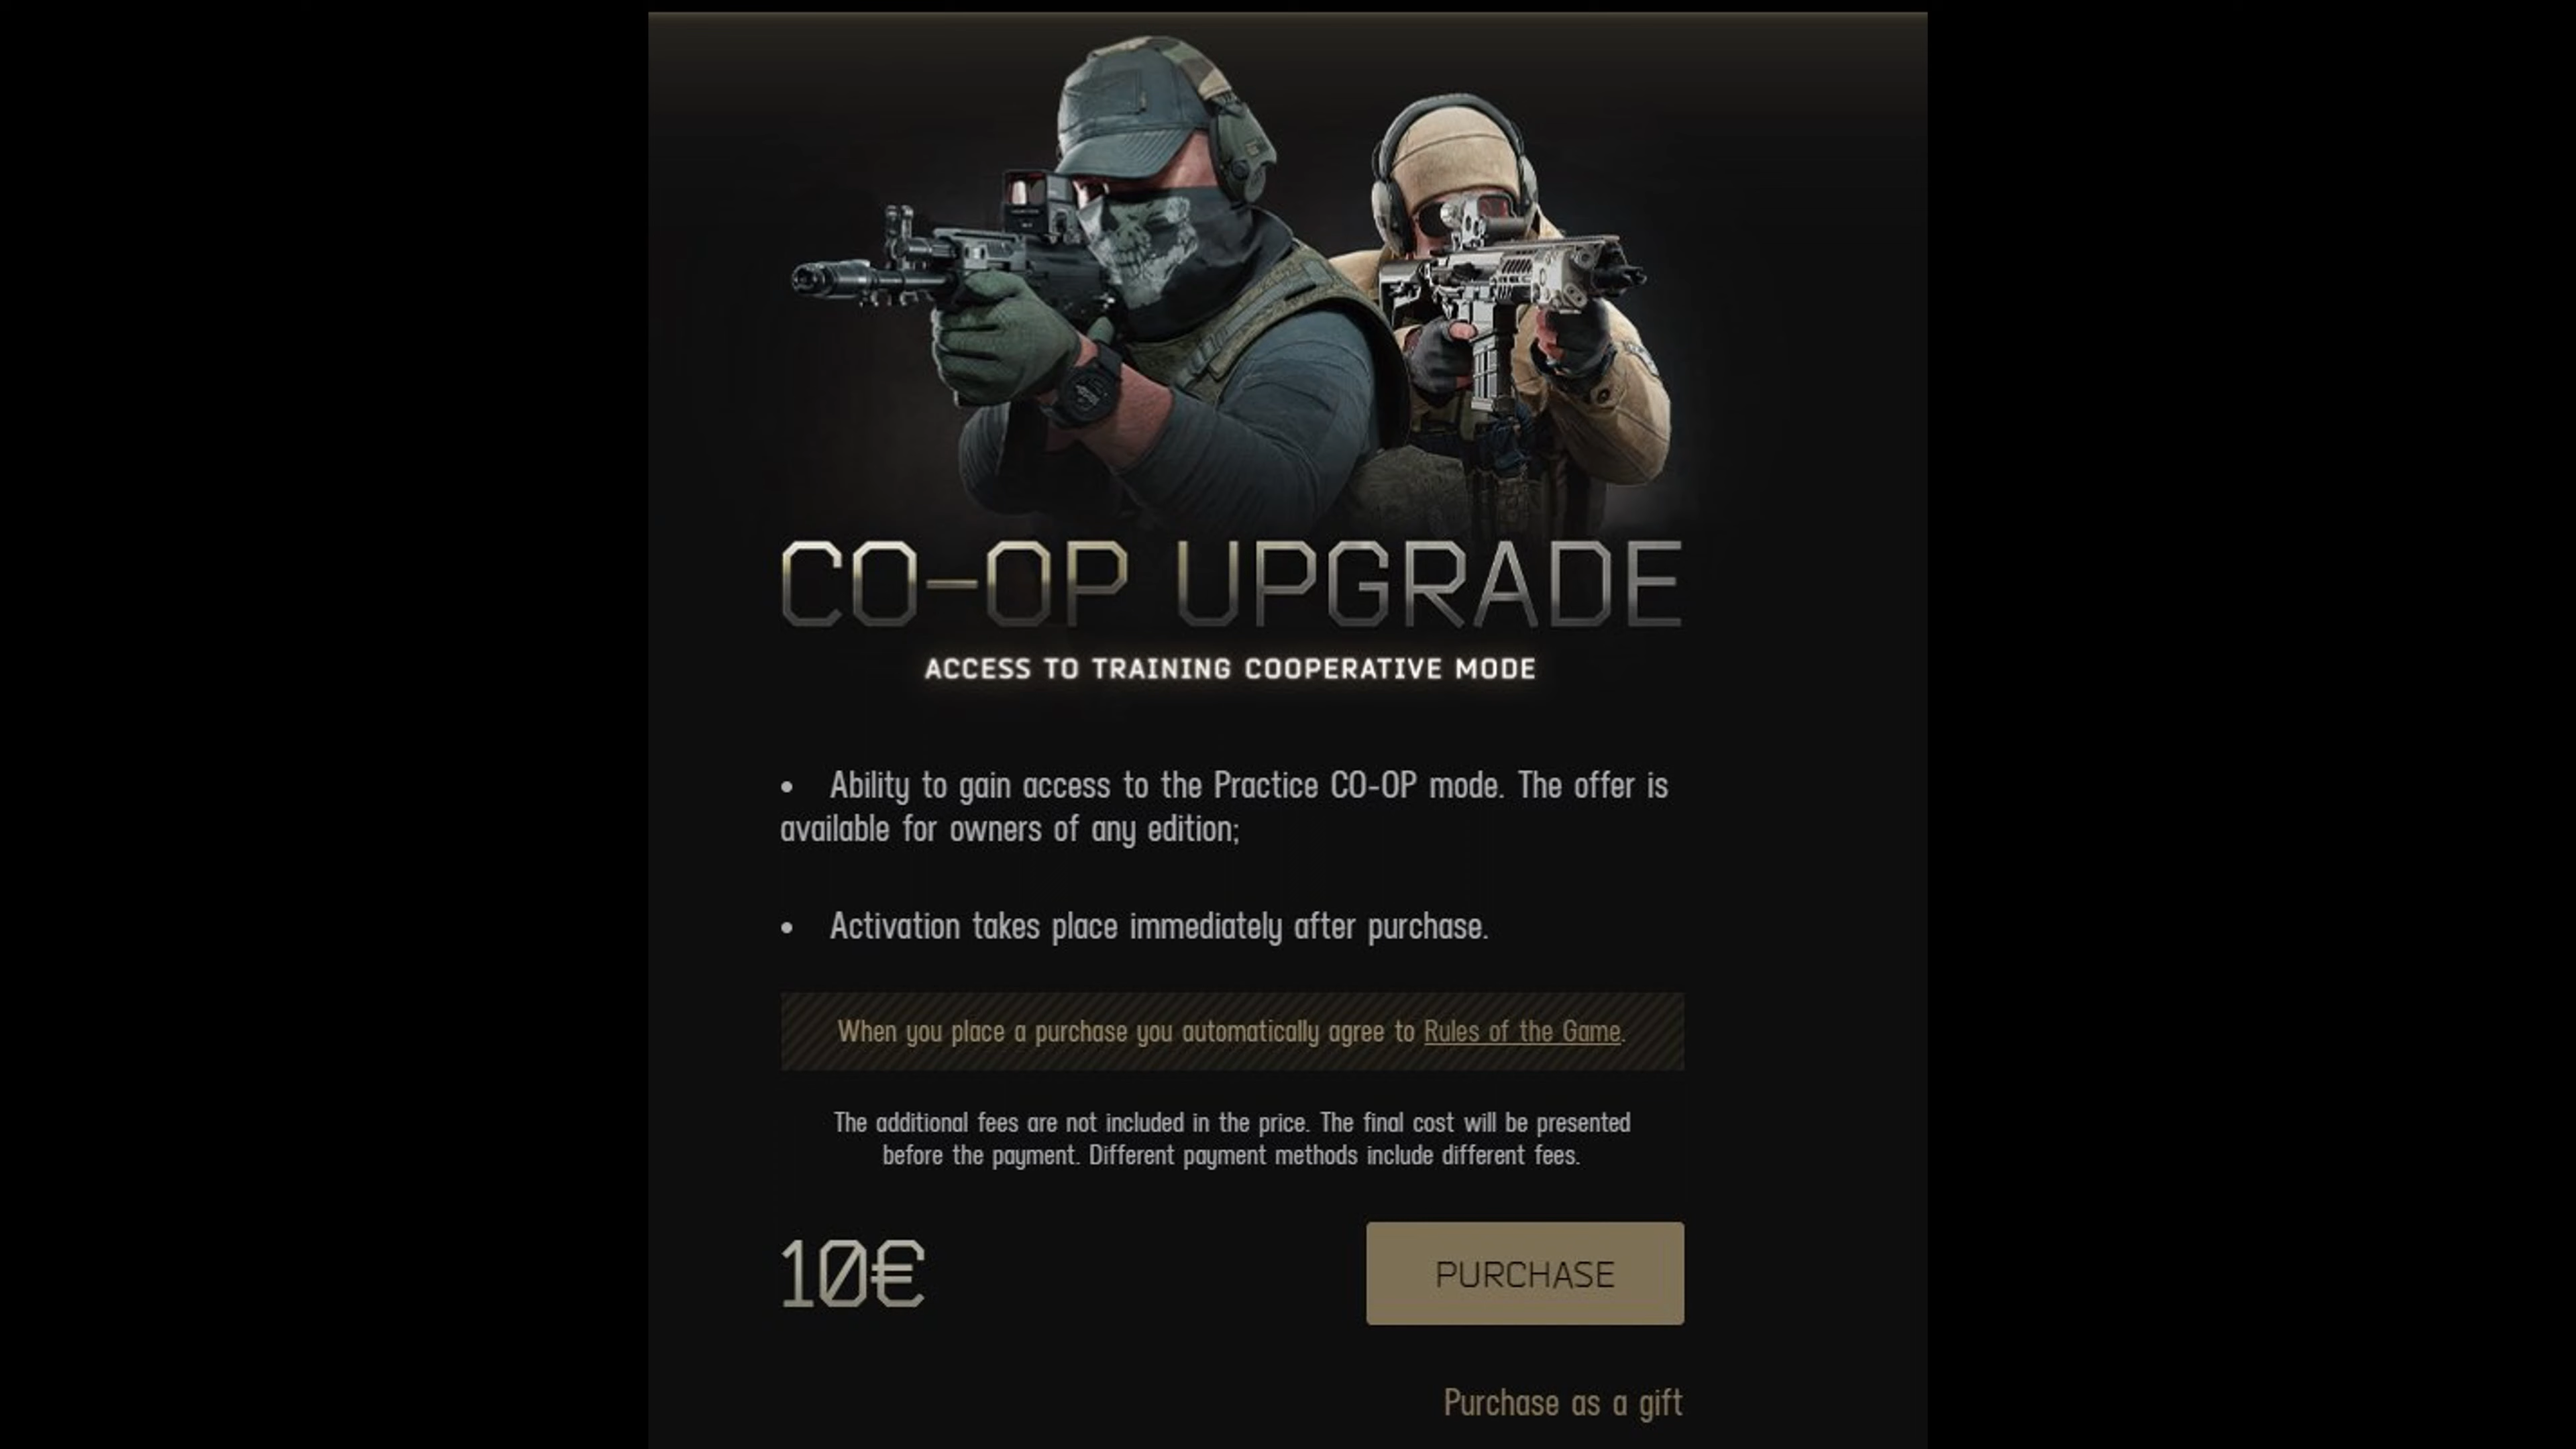 CO-OP UPGRADE
ACCESS TO TRAINING COOPERATIVE MODE
• Ability to gain access to the Practice CO-OP mode. The offer is
available for owners of any edition;
• Activation takes place immediately after purchase.
When you place a purchase you automatically agree to Rules of the Game.
The additional fees are not included in the price. The final cost will be presented
before the payment. Different payment methods include different fees.
10€
PURCHASE
Purchase as a gift